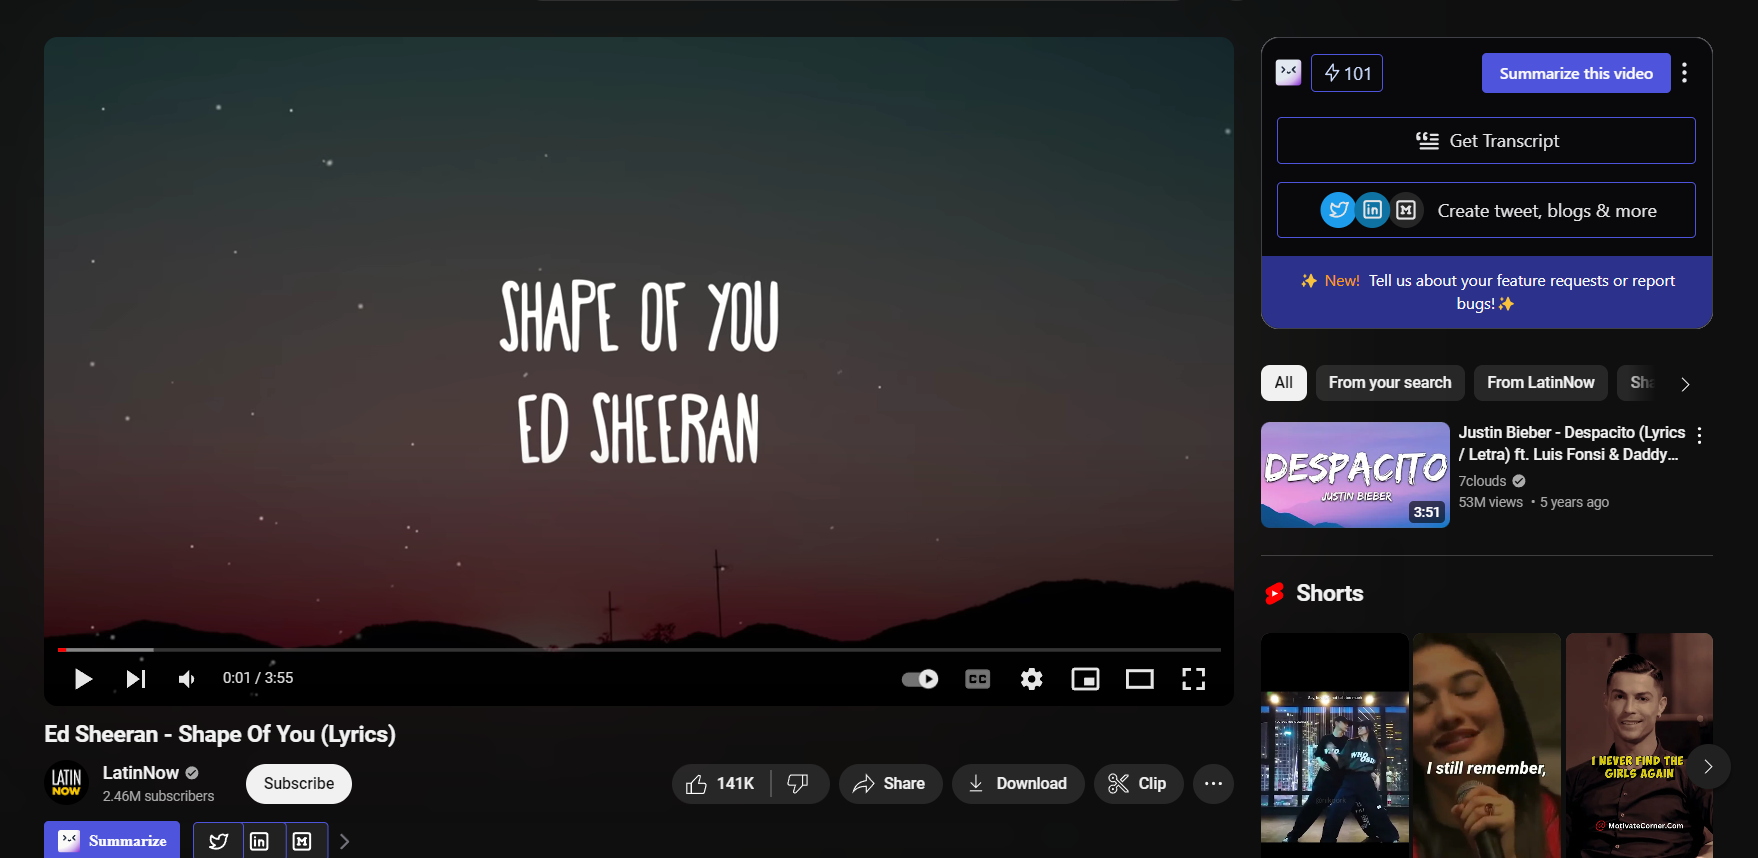 SHAPE OF YOU
ED SHEERAN
0:01 / 3:55
CC
Ed Sheeran - Shape Of You (Lyrics)
LATIN
NOW
LatinNow
2.46M subscribers
Subscribe
141K
Share
Download
Clip
Summarize
in
101
Summarize this video
Get Transcript
in
Create tweet, blogs & more
✨ New! Tell us about your feature requests or report
bugs!✨
All
From your search
From LatinNow
Sha
DESPACITO
JUSTIN BIEBER
3:51
Justin Bieber - Despacito (Lyrics
/ Letra) ft. Luis Fonsi & Daddy...
7clouds
53M views • 5 years ago
Shorts
I still remember,
I NEVER FIND THE
GIRLS AGAIN
MotivateCorner.Com